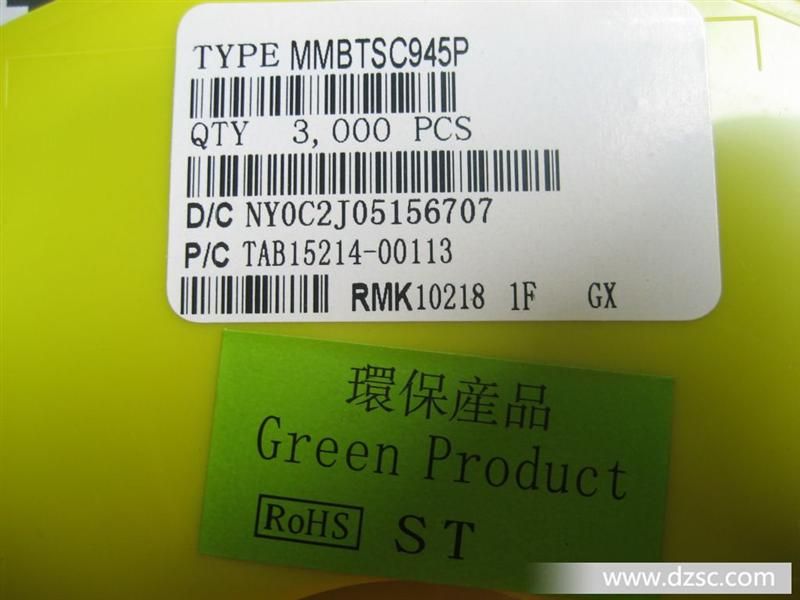 TYPE MMBTSC945P
QTY 3,000 PCS
D/C NY0C2J05156707
P/C TAB15214-00113
RMK10218 1F GX
環保産品
Green Product
RoHS ST
www.dzsc.com